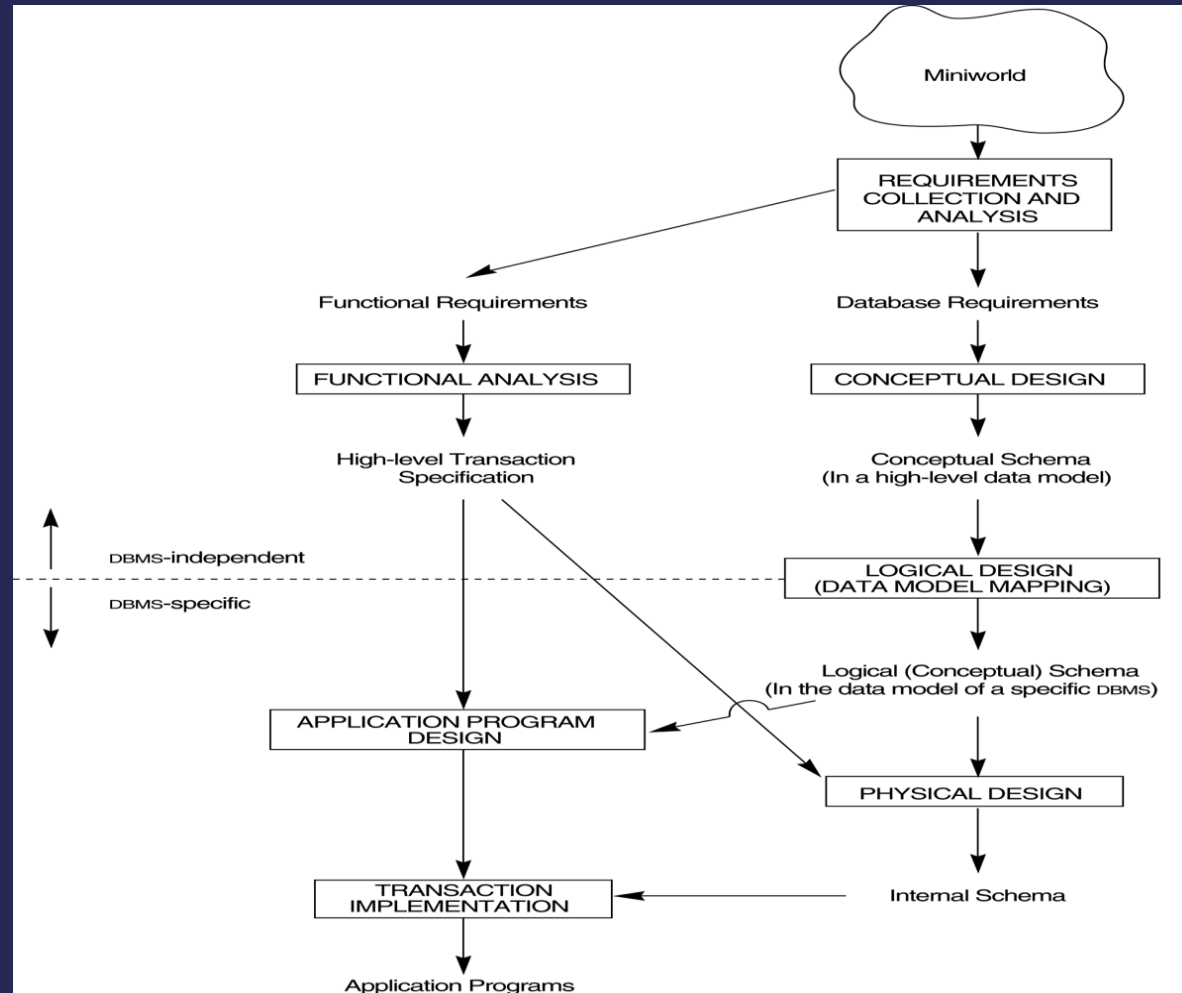 Miniworld
REQUIREMENTS
COLLECTION AND
ANALYSIS
Functional Requirements
Database Requirements
FUNCTIONAL ANALYSIS
CONCEPTUAL DESIGN
High-level Transaction
Specification
Conceptual Schema
(In a high-level data model)
DBMS-independent
LOGICAL DESIGN
(DATA MODEL MAPPING)
DBMS-specific
Logical (Conceptual) Schema
(In the data model of a specific DBMS)
APPLICATION PROGRAM
DESIGN
PHYSICAL DESIGN
TRANSACTION
IMPLEMENTATION
Internal Schema
Application Programs